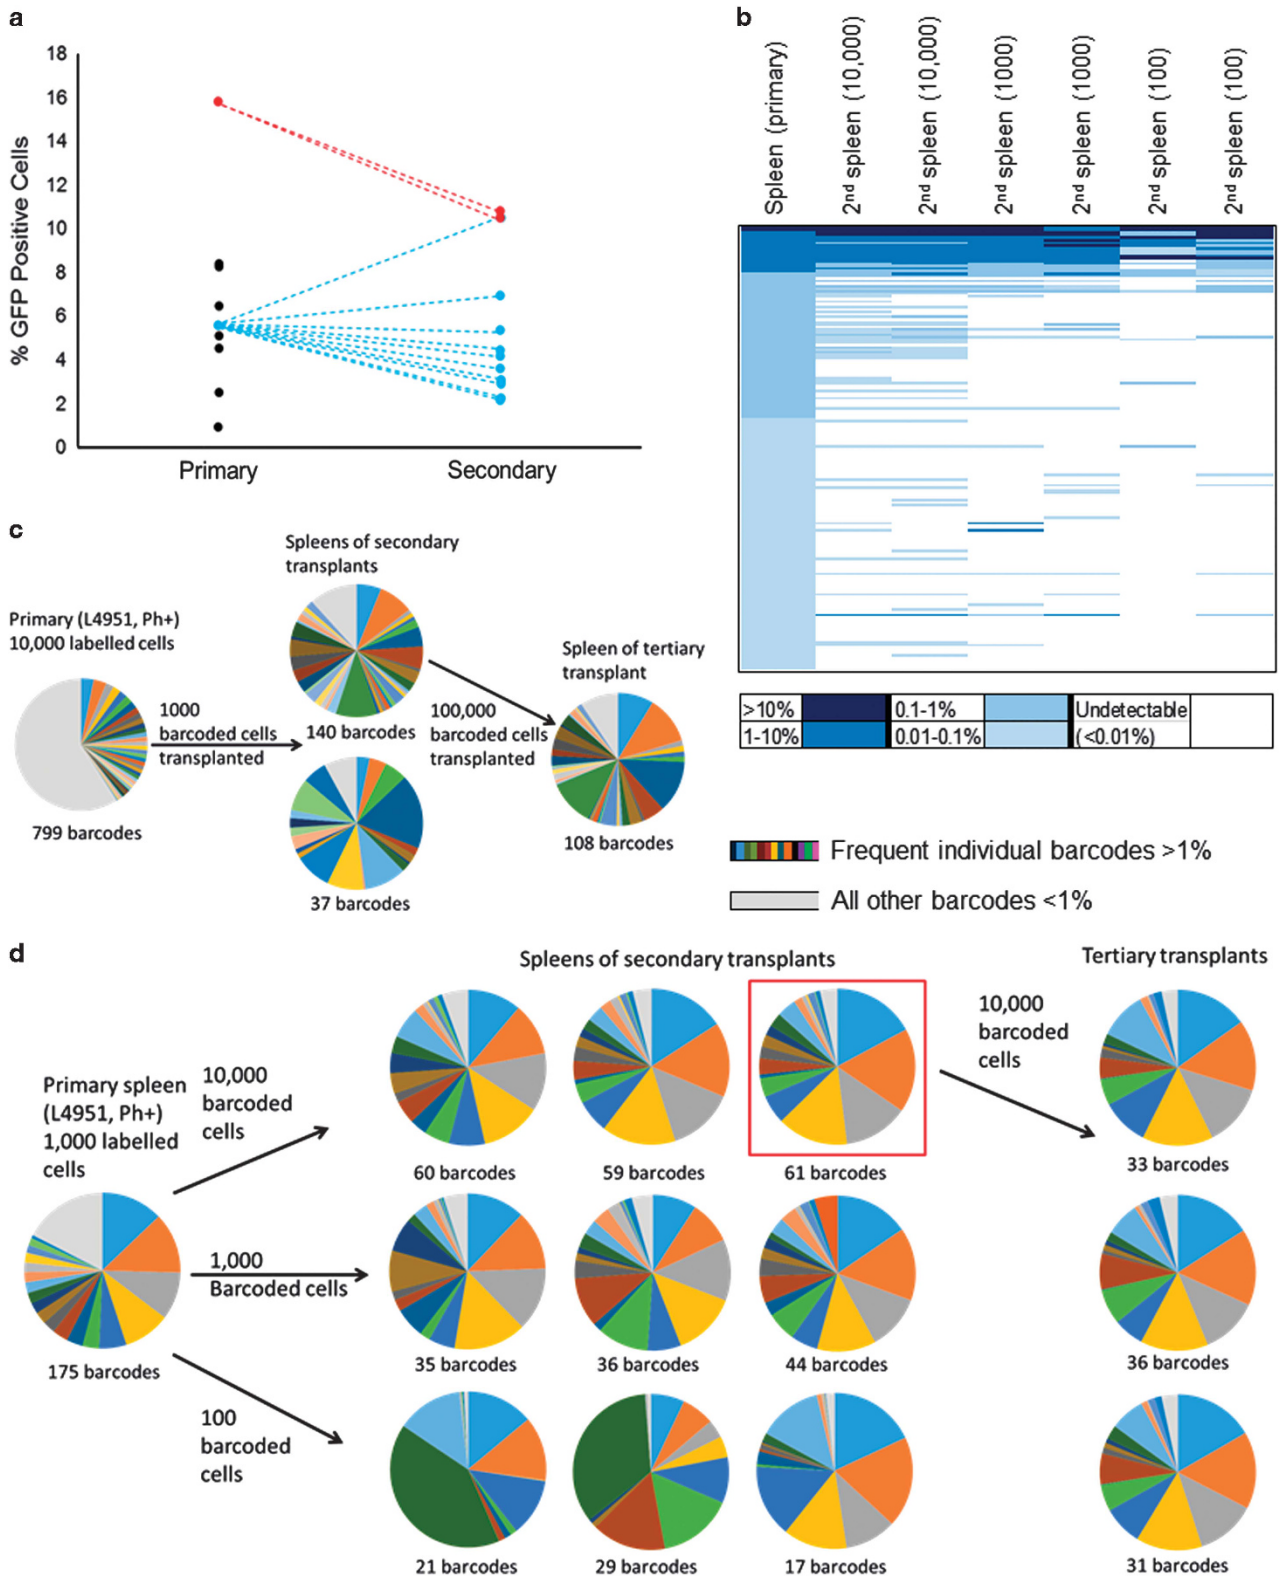 a
18
16
14
12
10
8
6
4
2
0
% GFP Positive Cells
Primary
Secondary
b
Spleen (primary)
2nd spleen (10,000)
2nd spleen (10,000)
2nd spleen (1000)
2nd spleen (1000)
2nd spleen (100)
2nd spleen (100)
>10%
0.1-1%
Undetectable
1-10%
0.01-0.1%
(<0.01%)
c
Spleens of secondary
transplants
Primary (L4951, Ph+)
10,000 labelled cells
Spleen of tertiary
transplant
1000
barcoded cells
transplanted
100,000
barcoded cells
transplanted
140 barcodes
799 barcodes
108 barcodes
37 barcodes
Frequent individual barcodes >1%
All other barcodes <1%
d
Spleens of secondary transplants
Tertiary transplants
10,000
barcoded
cells
10,000
barcoded
cells
Primary spleen
(L4951, Ph+)
1,000 labelled
cells
60 barcodes
59 barcodes
61 barcodes
33 barcodes
1,000
Barcoded cells
175 barcodes
35 barcodes
36 barcodes
44 barcodes
36 barcodes
100
barcoded
cells
21 barcodes
29 barcodes
17 barcodes
31 barcodes